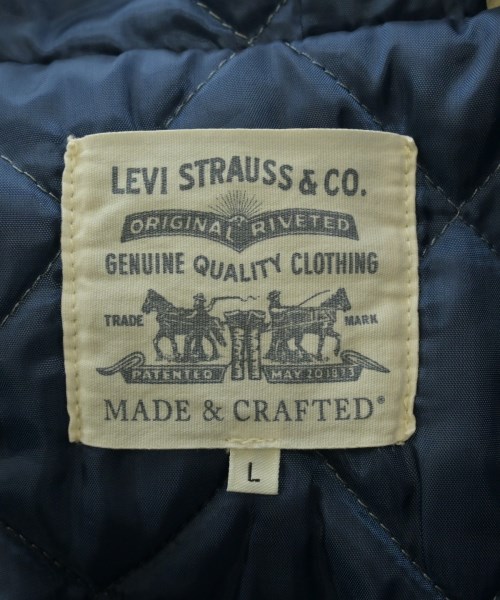 LEVI STRAUSS & CO.
ORIGINAL RIVETED
GENUINE QUALITY CLOTHING
TRADE MARK
PATENTED MAY 20 1873
MADE & CRAFTED®
L